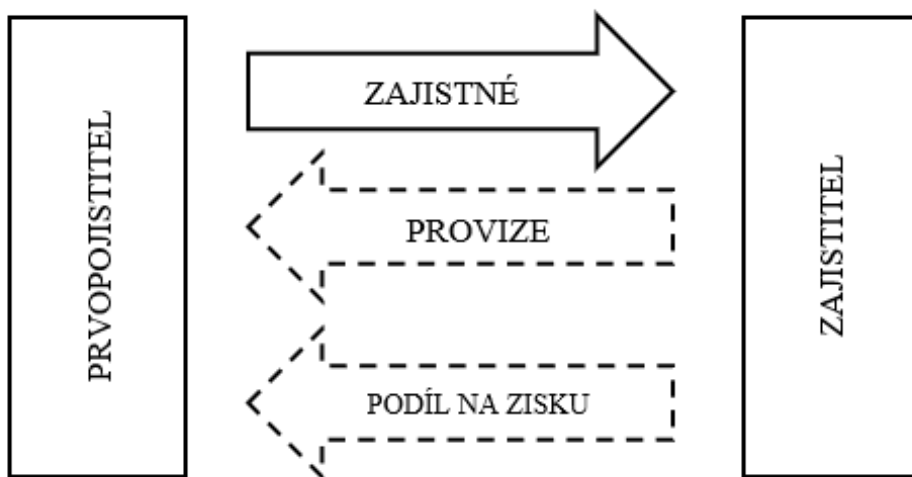 PRVOPOJISTITEL
ZAJISTNÉ
PROVIZE
PODÍL NA ZISKU
ZAJISTITEL